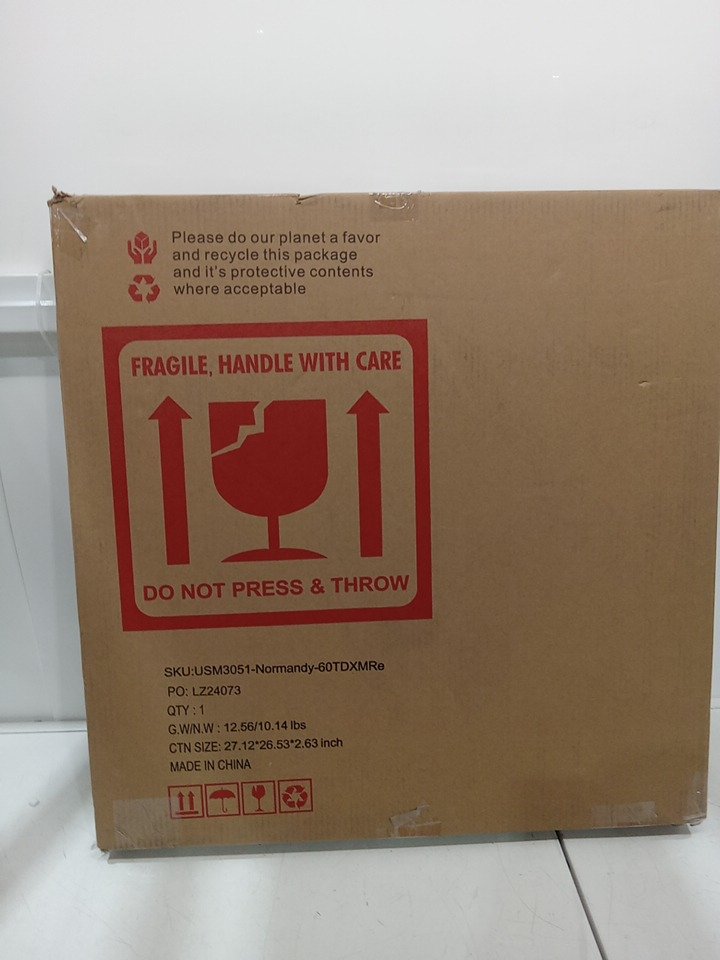 Please do our planet a favor
and recycle this package
and it's protective contents
where acceptable
FRAGILE, HANDLE WITH CARE
DO NOT PRESS & THROW
SKU:USM3051-Normandy-60TDXMRe
PO: LZ24073
QTY : 1
G.W/N.W : 12.56/10.14 lbs
CTN SIZE: 27.12*26.53*2.63 inch
MADE IN CHINA